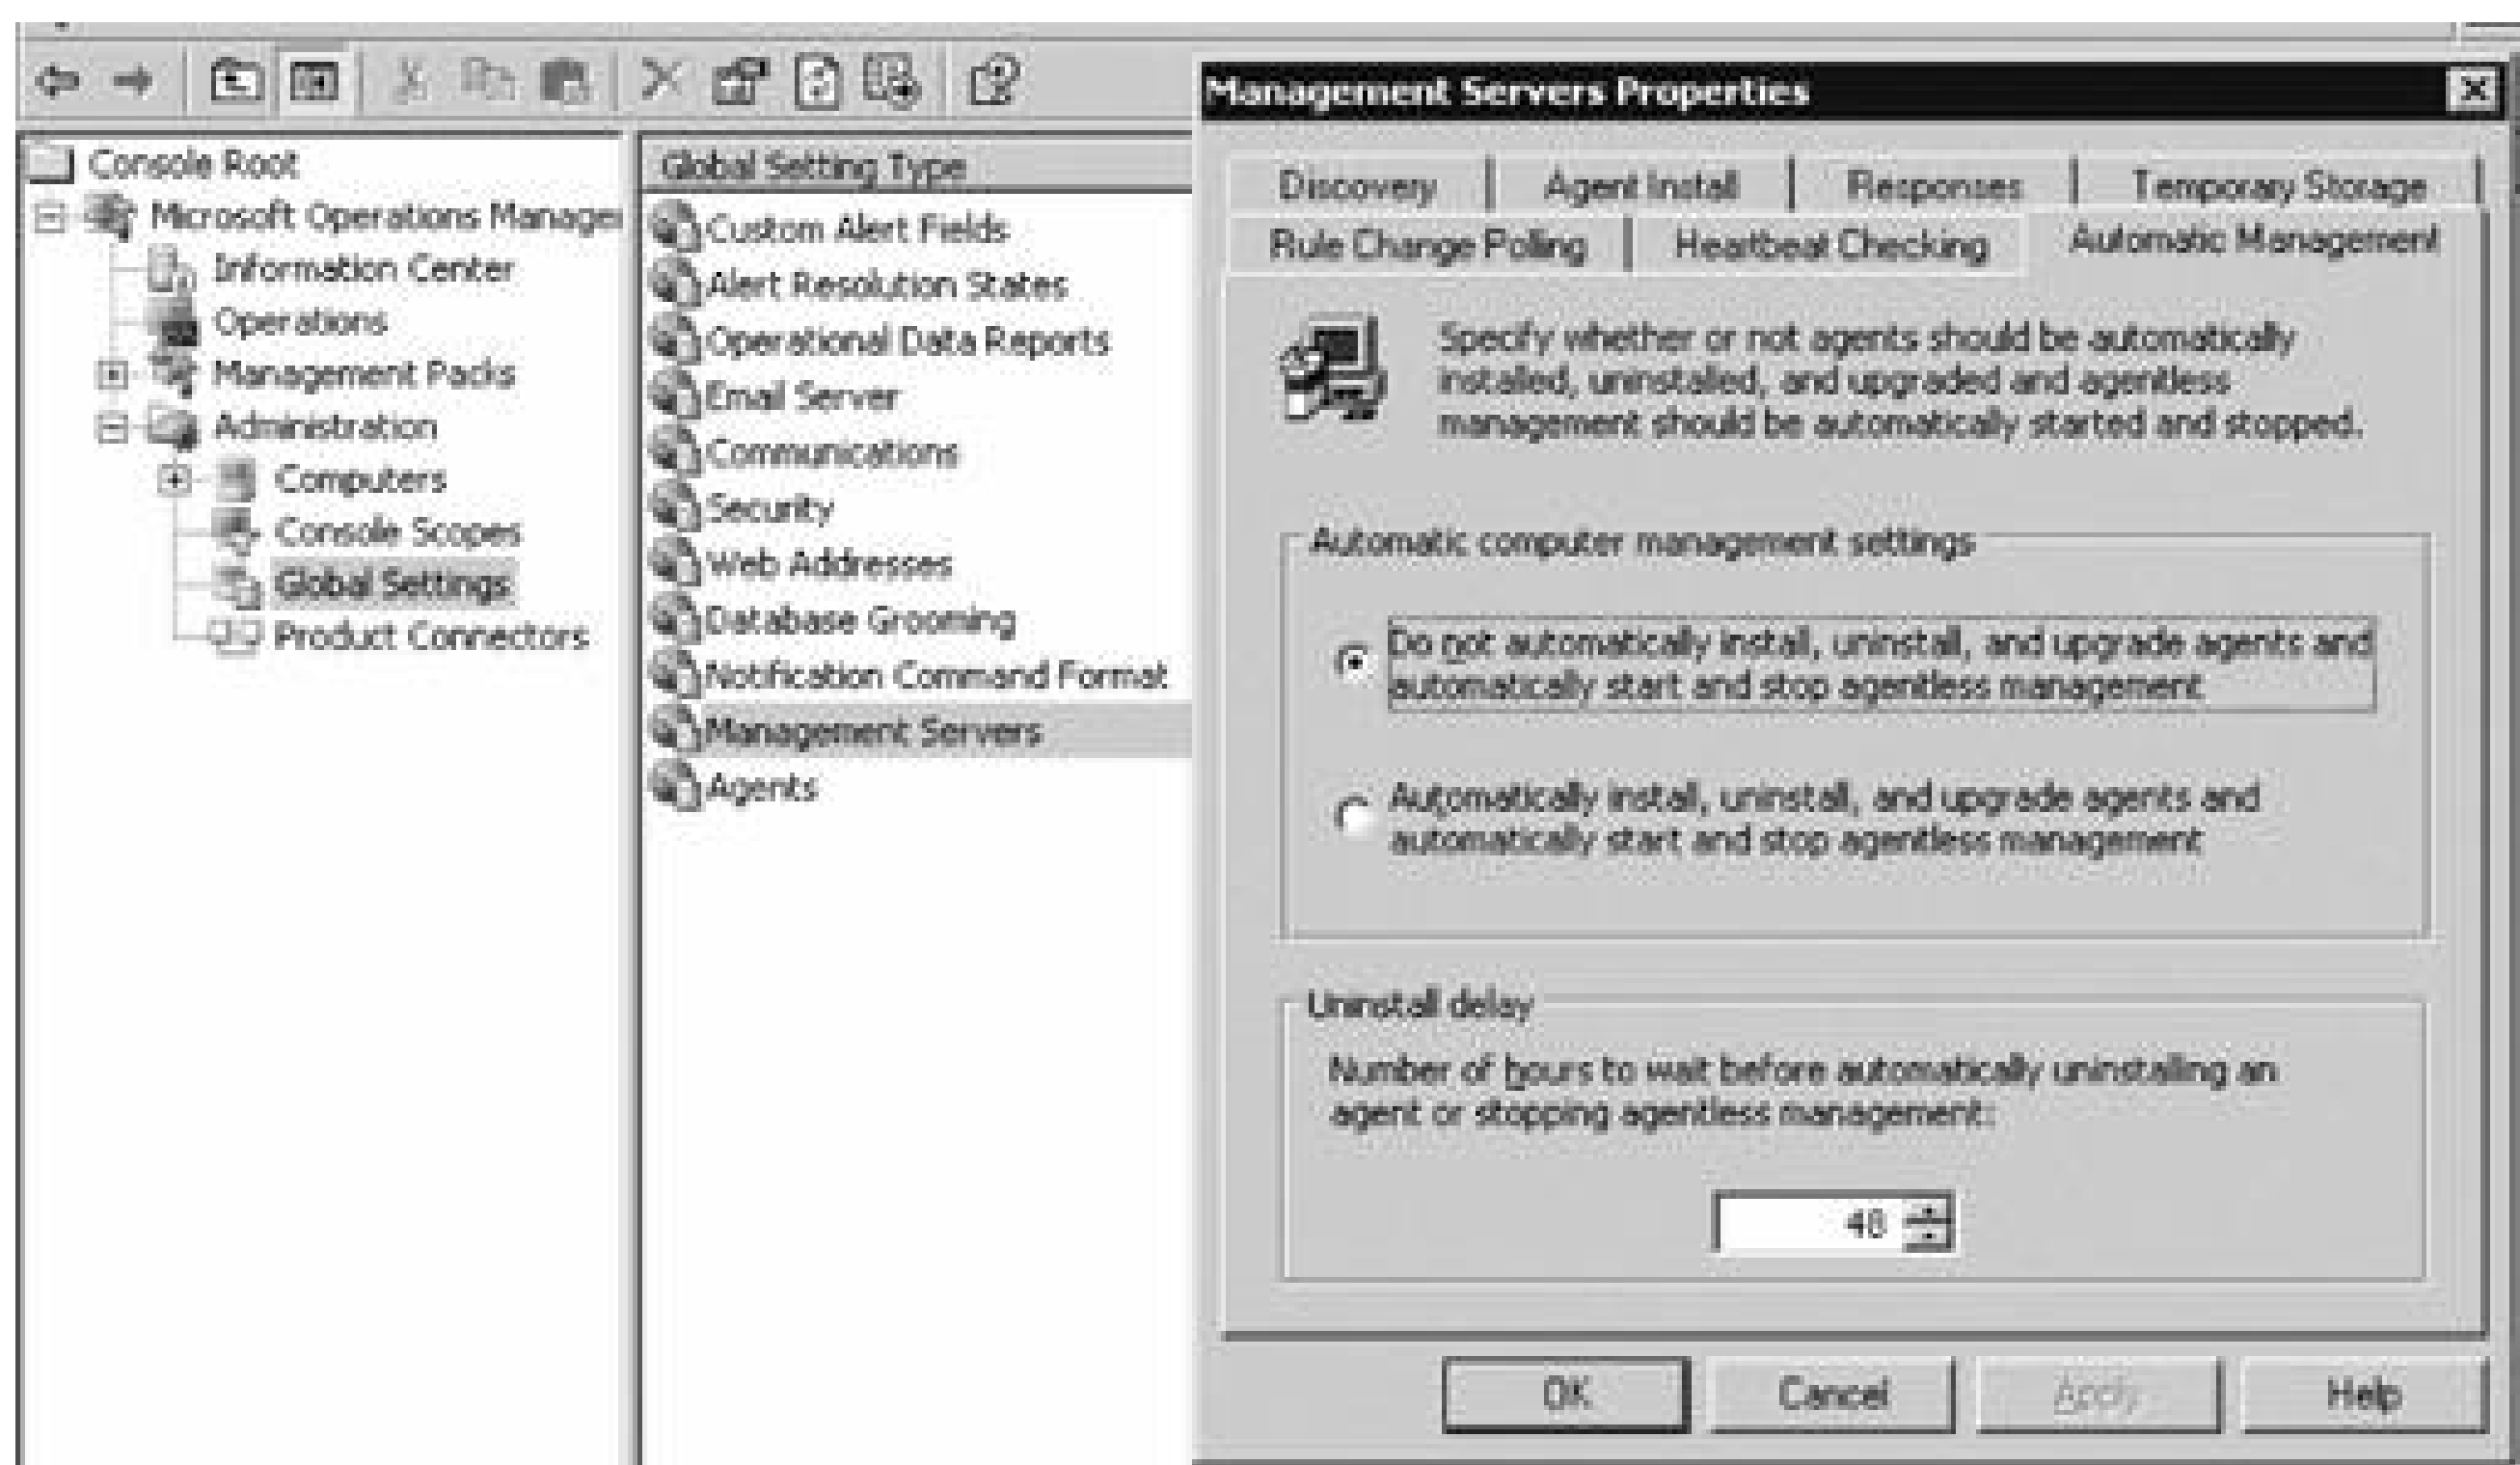 Console Root
Microsoft Operations Manager
Information Center
Operations
Management Packs
Administration
Computers
Console Scopes
Global Settings
Product Connectors
Global Setting Type
Custom Alert Fields
Alert Resolution States
Operational Data Reports
Email Server
Communications
Security
Web Addresses
Database Grooming
Notification Command Format
Management Servers
Agents
Management Servers Properties
Discovery
Agent Install
Responses
Temporary Storage
Rule Change Polling
Heartbeat Checking
Automatic Management
Specify whether or not agents should be automatically
installed, uninstalled, and upgraded and agentless
management should be automatically started and stopped.
Automatic computer management settings
Do not automatically install, uninstall, and upgrade agents and
automatically start and stop agentless management
Automatically install, uninstall, and upgrade agents and
automatically start and stop agentless management
Uninstall delay
Number of hours to wait before automatically uninstalling an
agent or stopping agentless management:
48
OK
Cancel
Apply
Help